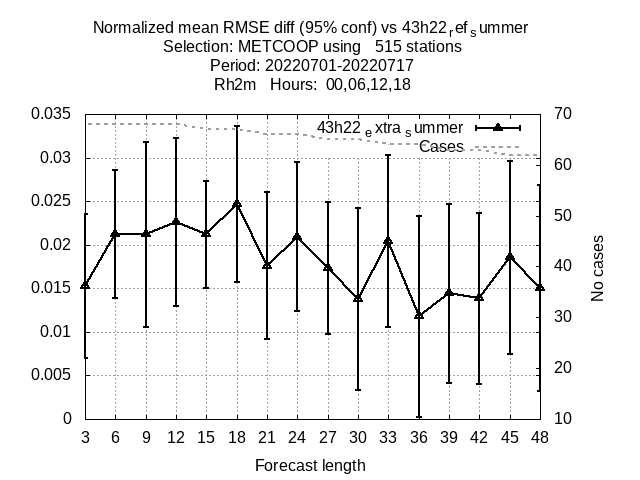 Normalized mean RMSE diff (95% conf) vs 43h22refsummer
Selection: METCOOP using 515 stations
Period: 20220701-20220717
Rh2m Hours: 00,06,12,18
0.035
0.03
0.025
0.02
0.015
0.01
0.005
0
70
60
50
40
30
20
10
43h22extrasummer
Cases
No cases
3 6 9 12 15 18 21 24 27 30 33 36 39 42 45 48
Forecast length